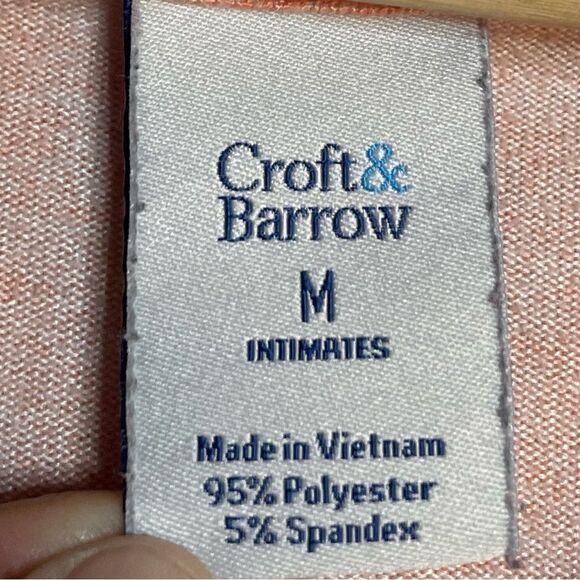 Croft&
Barrow
M
INTIMATES
Made in Vietnam
95% Polyester
5% Spandex